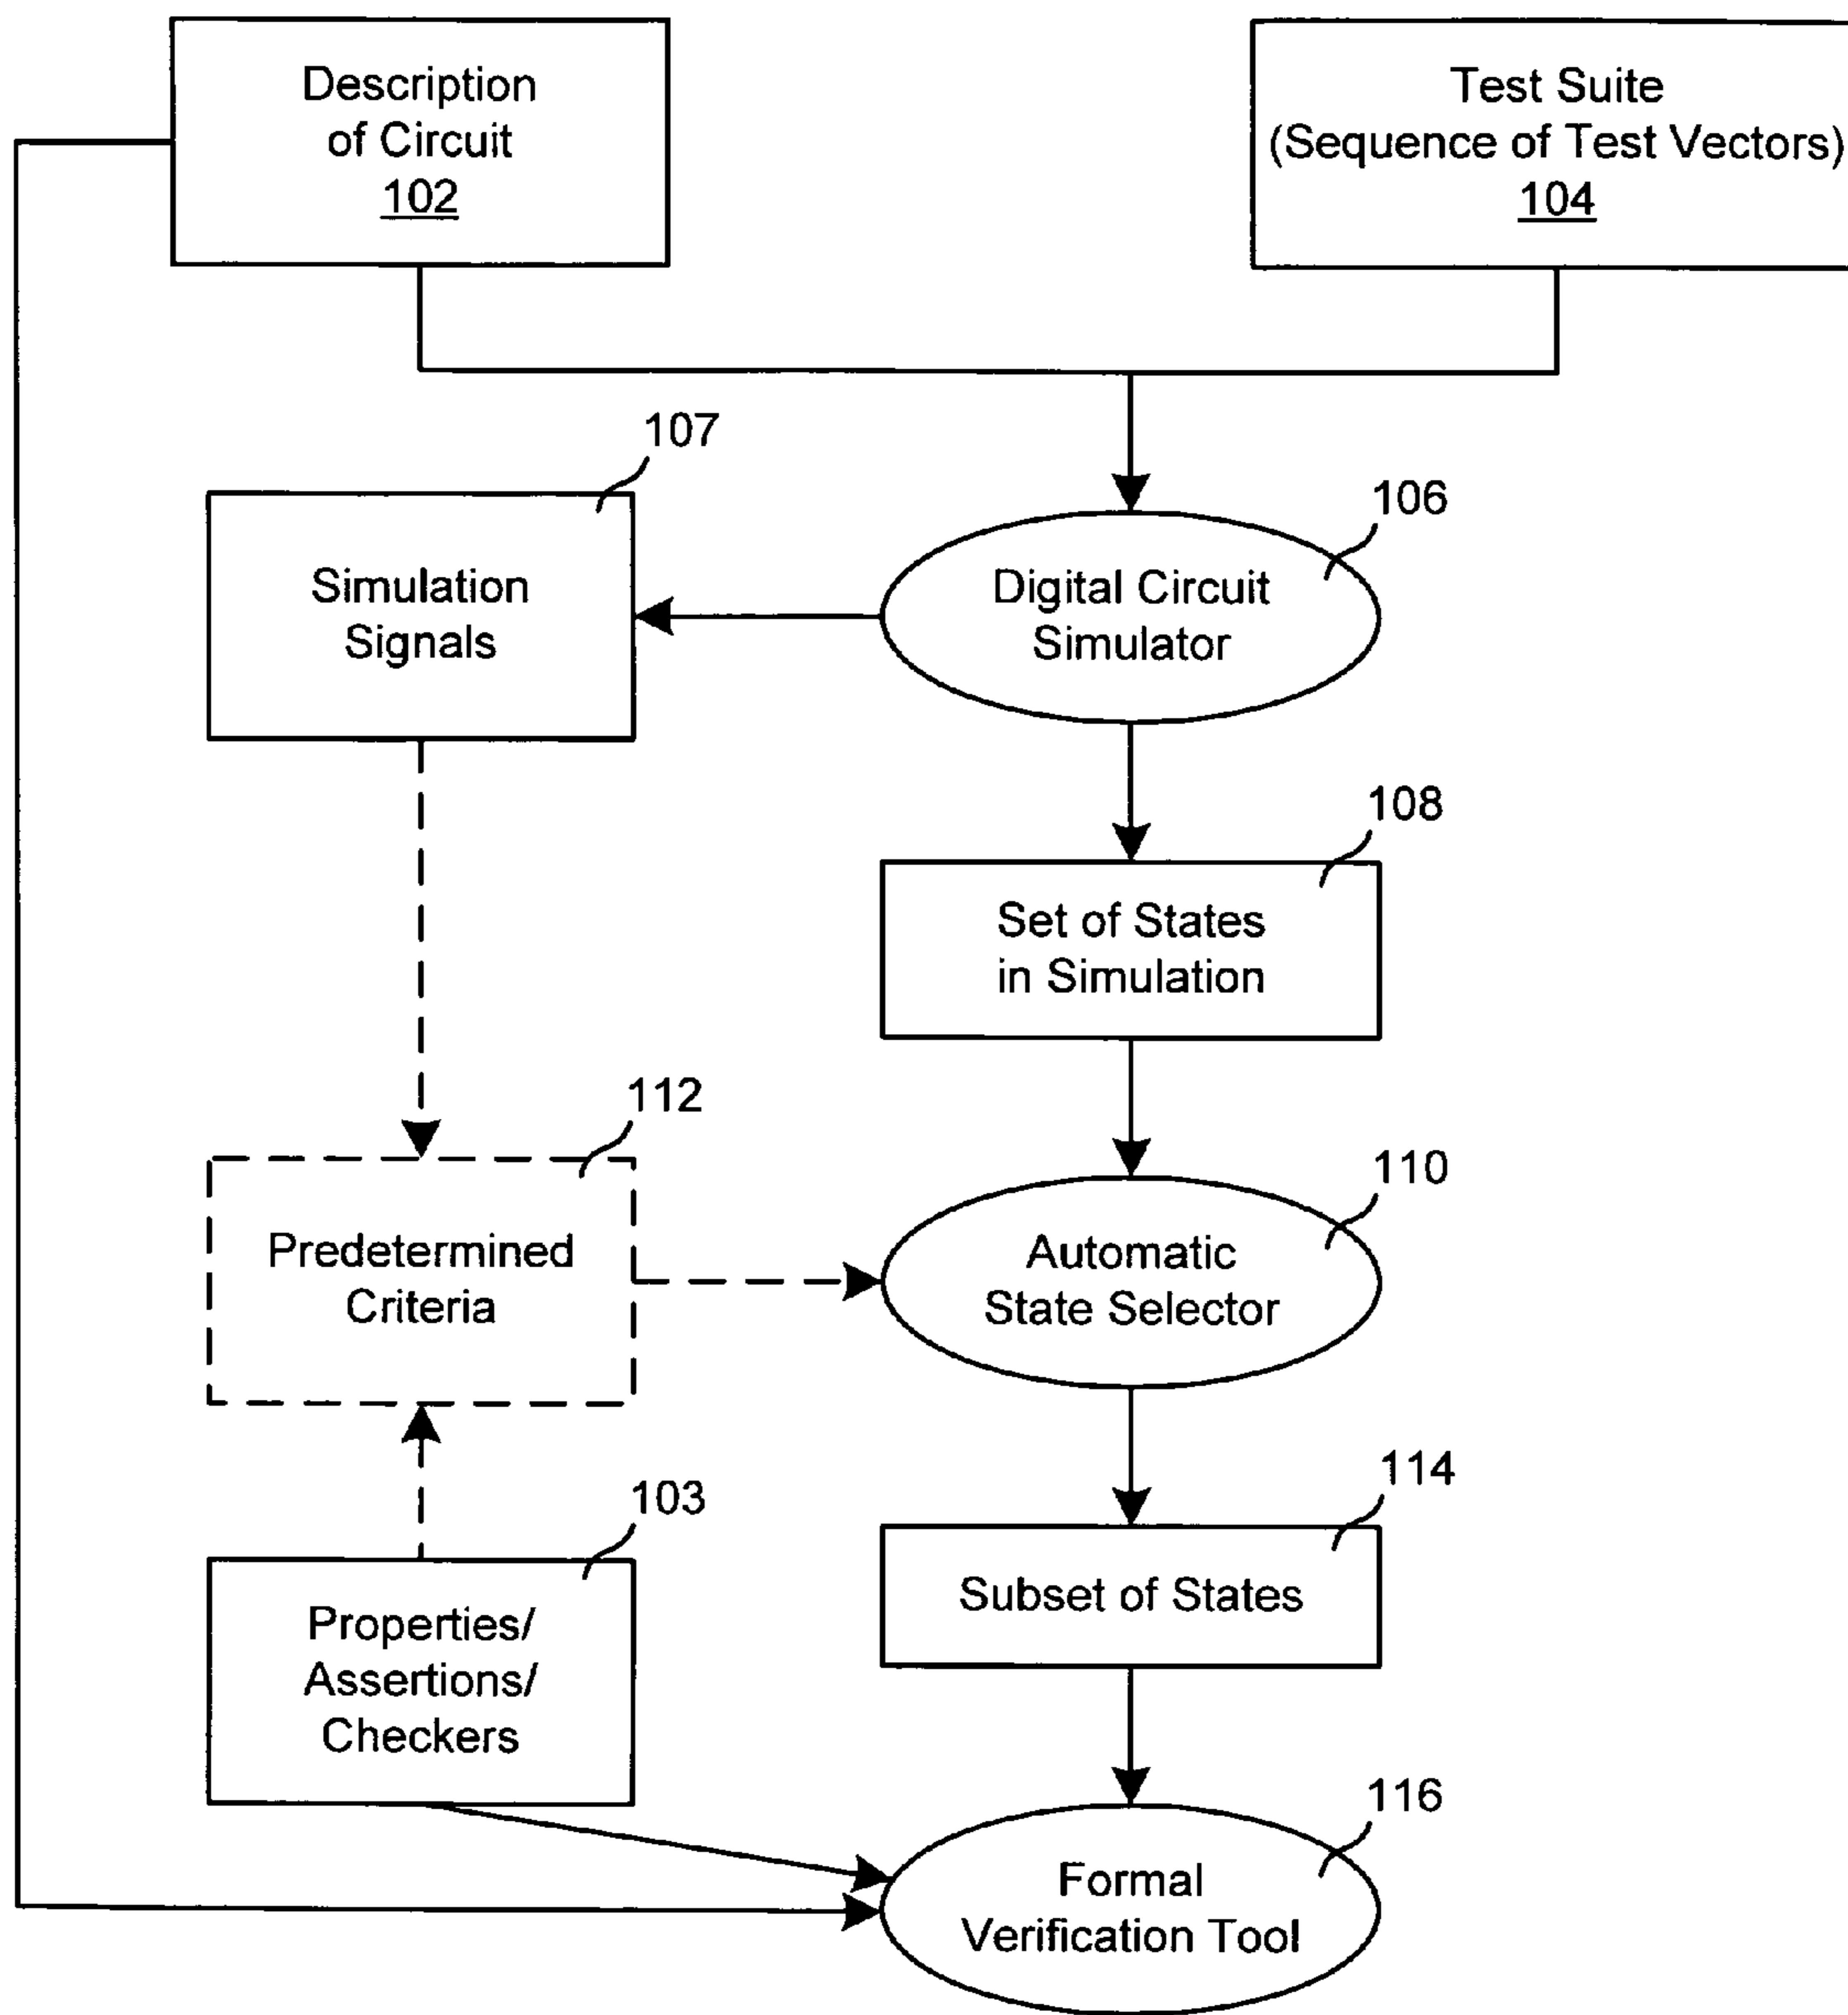 Description
of Circuit
102
Test Suite
(Sequence of Test Vectors)
104
107
Simulation
Signals
106
Digital Circuit
Simulator
108
Set of States
in Simulation
112
Predetermined
Criteria
110
Automatic
State Selector
103
Properties/
Assertions/
Checkers
114
Subset of States
116
Formal
Verification Tool